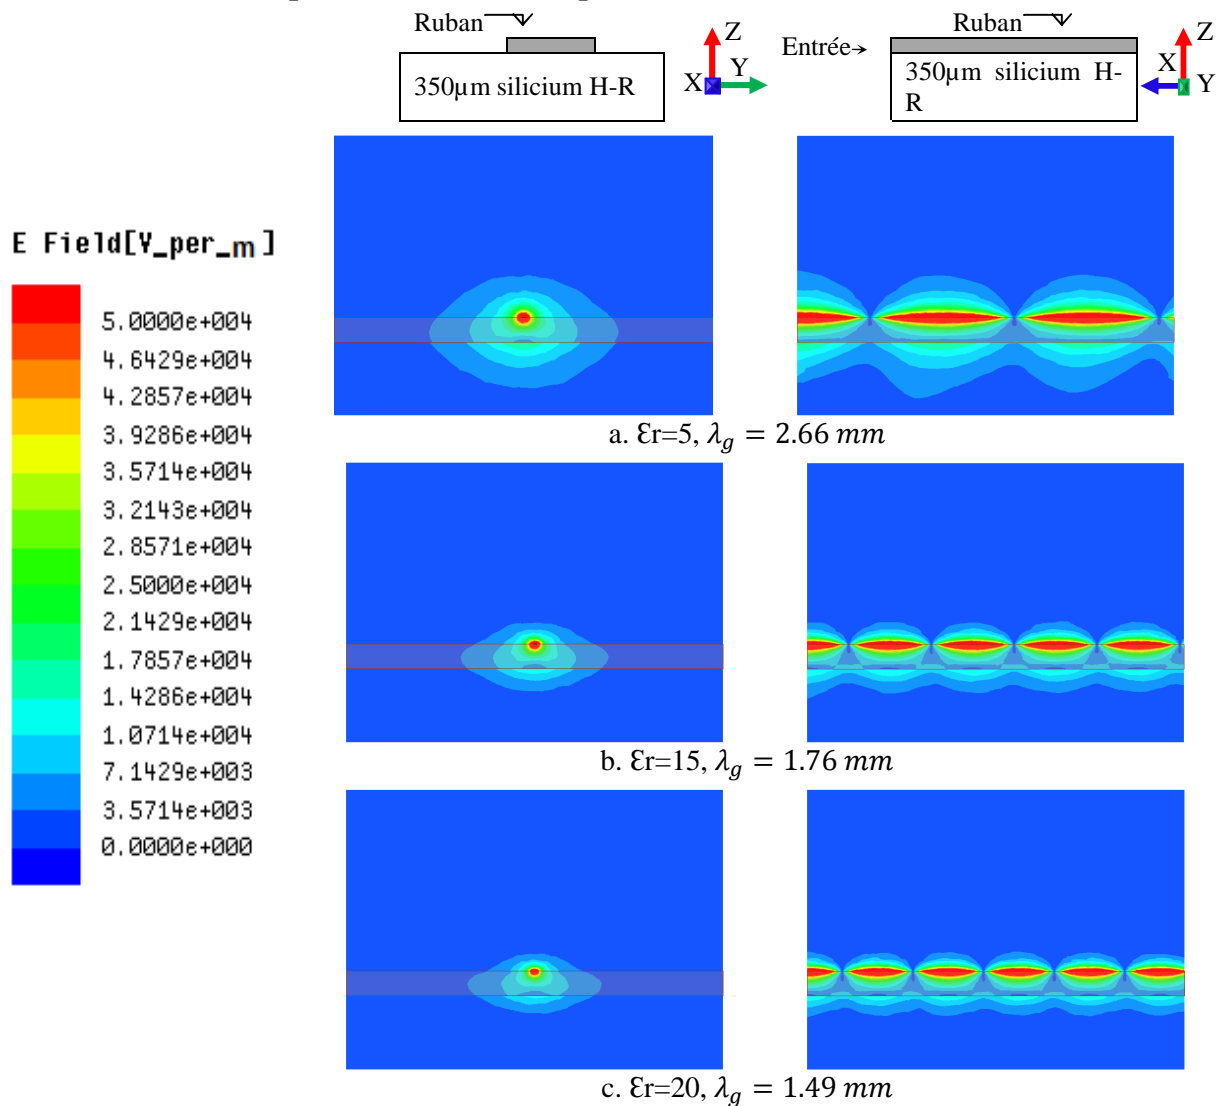 Ruban
350µm silicium H-R
Z
Y
X
Entrée→
Ruban
350µm silicium H-
R
Z
X
Y
E Field[V_per_m ]
5.0000e+004
4.6429e+004
4.2857e+004
3.9286e+004
3.5714e+004
3.2143e+004
2.8571e+004
2.5000e+004
2.1429e+004
1.7857e+004
1.4286e+004
1.0714e+004
7.1429e+003
3.5714e+003
0.0000e+000
a. Ɛr=5, λg = 2.66 mm
b. Ɛr=15, λg = 1.76 mm
c. Ɛr=20, λg = 1.49 mm